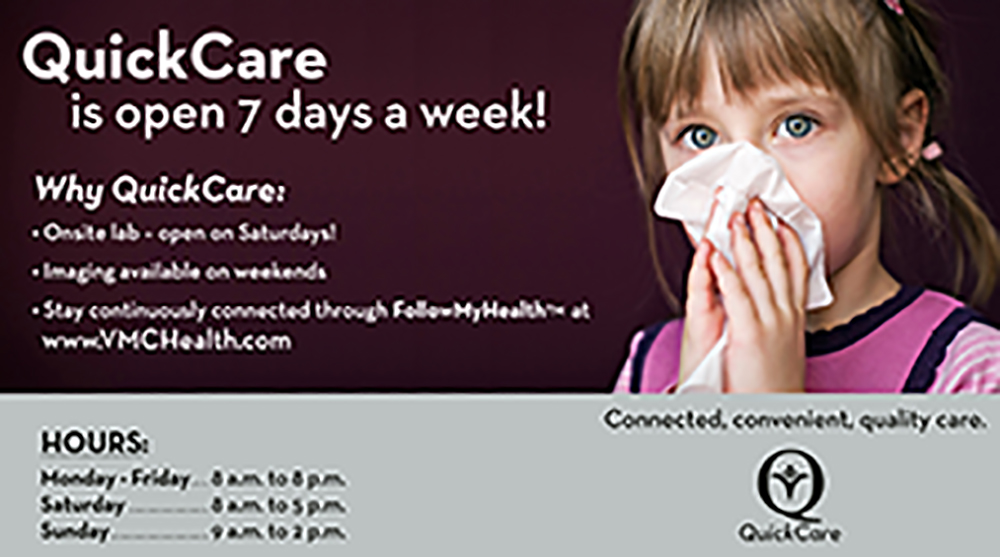 QuickCare
is open 7 days a week!
Why QuickCare:
• Onsite lab - open on Saturdays!
• Imaging available on weekends
• Stay continuously connected through FollowMyHealth™ at
www.VMCHealth.com
Connected, convenient, quality care.
HOURS:
Monday - Friday... 8 a.m. to 8 p.m.
Saturday............... 8 a.m. to 5 p.m.
Sunday.................. 9 a.m. to 2 p.m.
QuickCare